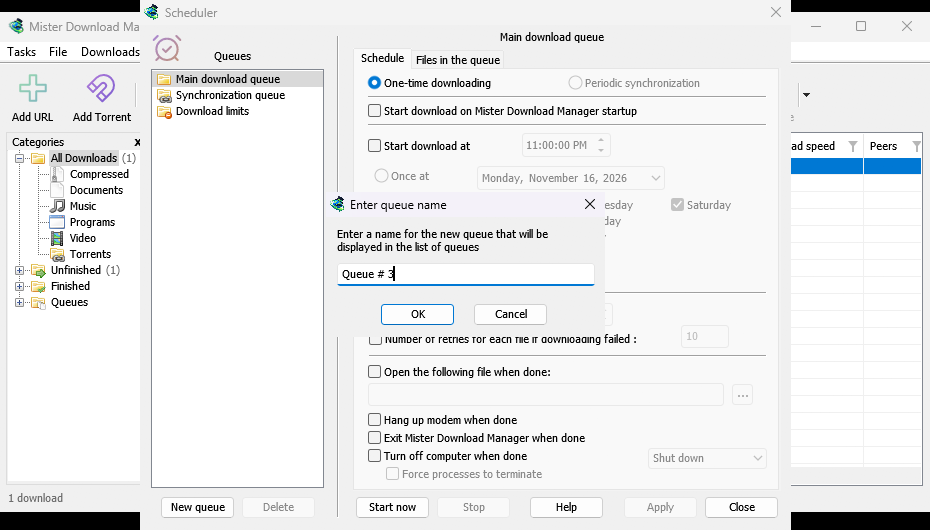 Mister Download Ma
Tasks File Downloads
Add URL Add Torrent
Categories x
All Downloads (1)
Compressed
Documents
Music
Programs
Video
Torrents
Unfinished (1)
Finished
Queues
1 download
Scheduler
Queues
Main download queue
Synchronization queue
Download limits
New queue Delete
Main download queue
Schedule Files in the queue
One-time downloading Periodic synchronization
Start download on Mister Download Manager startup
Start download at 11:00:00 PM
Once at Monday, November 16, 2026
esday Saturday
day
Enter queue name
Enter a name for the new queue that will be
displayed in the list of queues
Queue # 3
OK Cancel
Number of retries for each file if downloading failed : 10
Open the following file when done:
...
Hang up modem when done
Exit Mister Download Manager when done
Turn off computer when done Shut down
Force processes to terminate
Start now Stop Help Apply Close
ad speed Peers